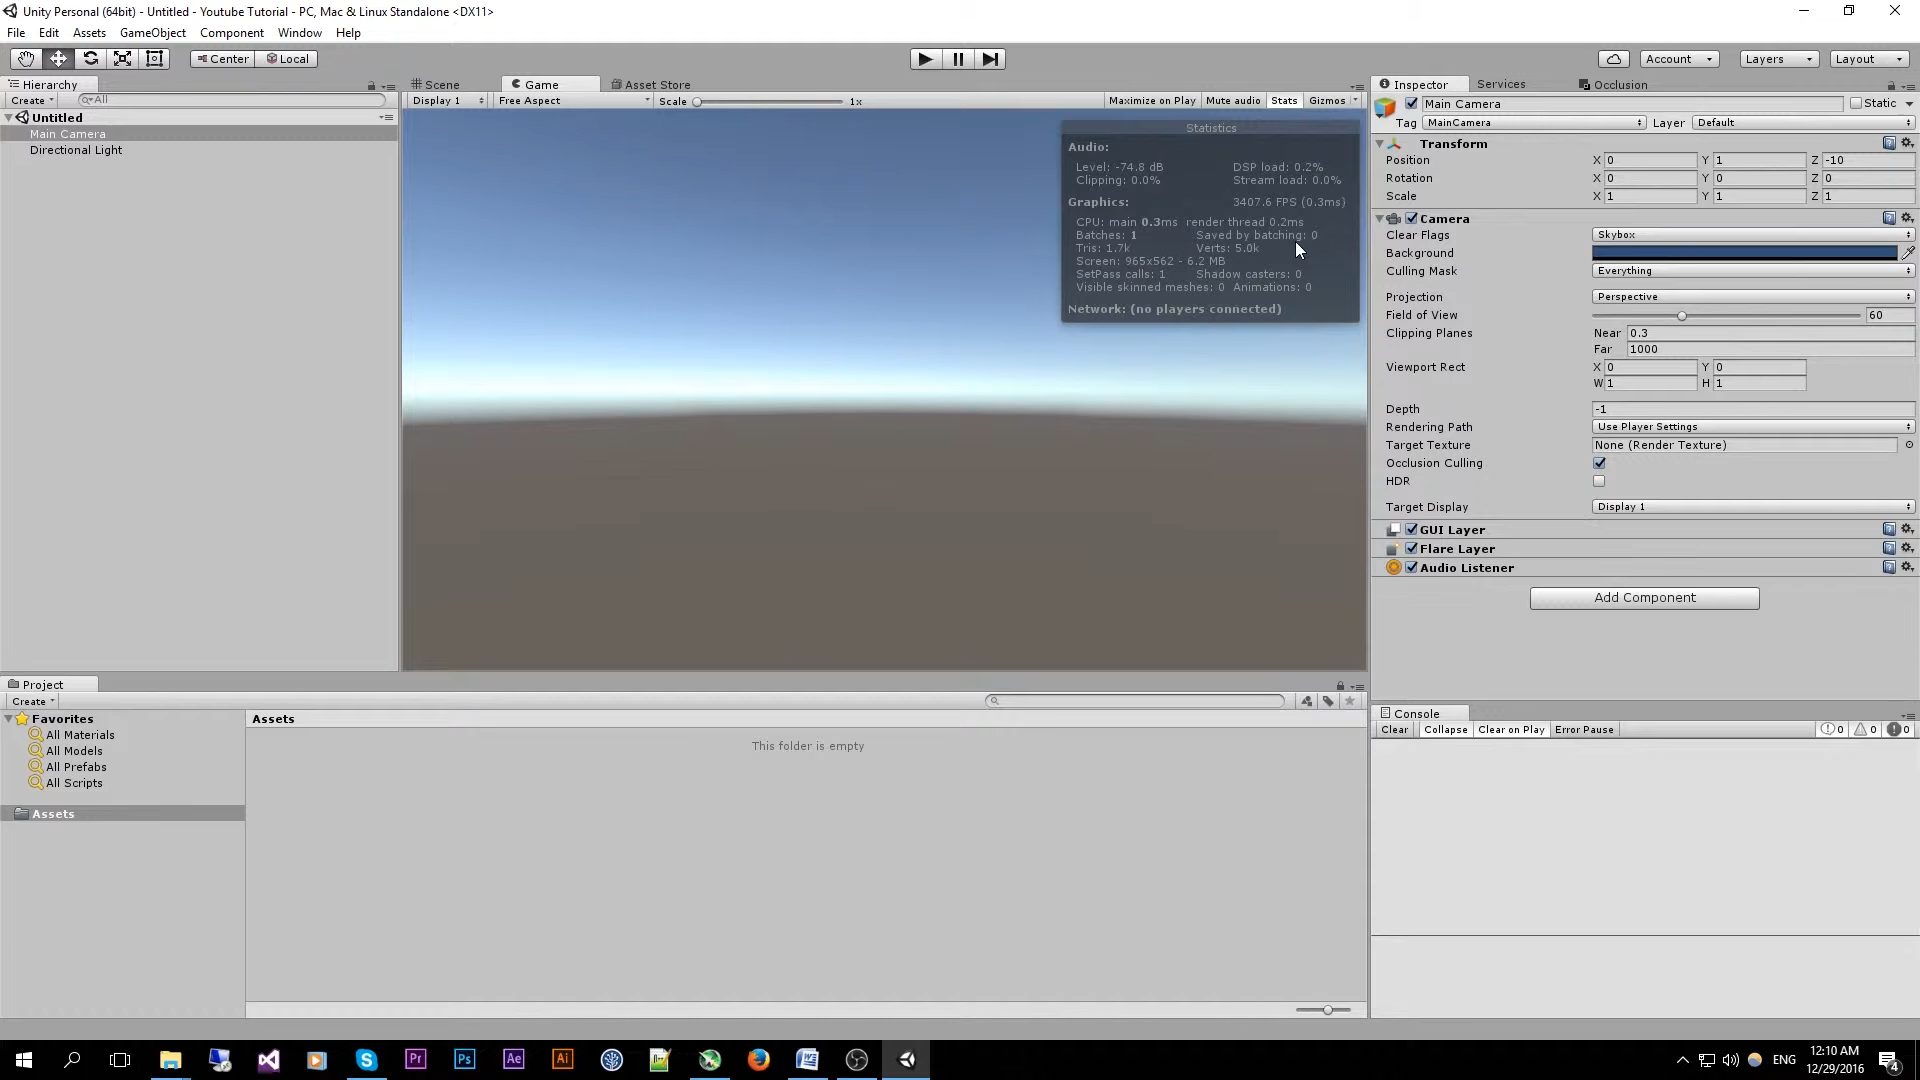 Unity Personal (64bit) - Untitled - Youtube Tutorial - PC, Mac & Linux Standalone <DX11>
File Edit Assets GameObject Component Window Help
Center Local
Account Layers Layout
Hierarchy
Create All
Untitled
Main Camera
Directional Light
Scene Game Asset Store
Display 1 Free Aspect Scale 1x Maximize on Play Mute audio Stats Gizmos
Statistics
Audio:
Level: -74.8 dB DSP load: 0.2%
Clipping: 0.0% Stream load: 0.0%
Graphics: 3407.6 FPS (0.3ms)
CPU: main 0.3ms render thread 0.2ms
Batches: 1 Saved by batching: 0
Tris: 1.7k Verts: 5.0k
Screen: 965x562 - 6.2 MB
SetPass calls: 1 Shadow casters: 0
Visible skinned meshes: 0 Animations: 0
Network: (no players connected)
Inspector Services Occlusion
Main Camera Static
Tag MainCamera Layer Default
Transform
Position X 0 Y 1 Z -10
Rotation X 0 Y 0 Z 0
Scale X 1 Y 1 Z 1
Camera
Clear Flags Skybox
Background
Culling Mask Everything
Projection Perspective
Field of View 60
Clipping Planes Near 0.3
Far 1000
Viewport Rect X 0 Y 0
W 1 H 1
Depth -1
Rendering Path Use Player Settings
Target Texture None (Render Texture)
Occlusion Culling
HDR
Target Display Display 1
GUI Layer
Flare Layer
Audio Listener
Add Component
Project
Create
Favorites
All Materials
All Models
All Prefabs
All Scripts
Assets
Assets
This folder is empty
Console
Clear Collapse Clear on Play Error Pause 0 0 0
Pr Ps Ae Ai
ENG 12:10 AM
12/29/2016 4